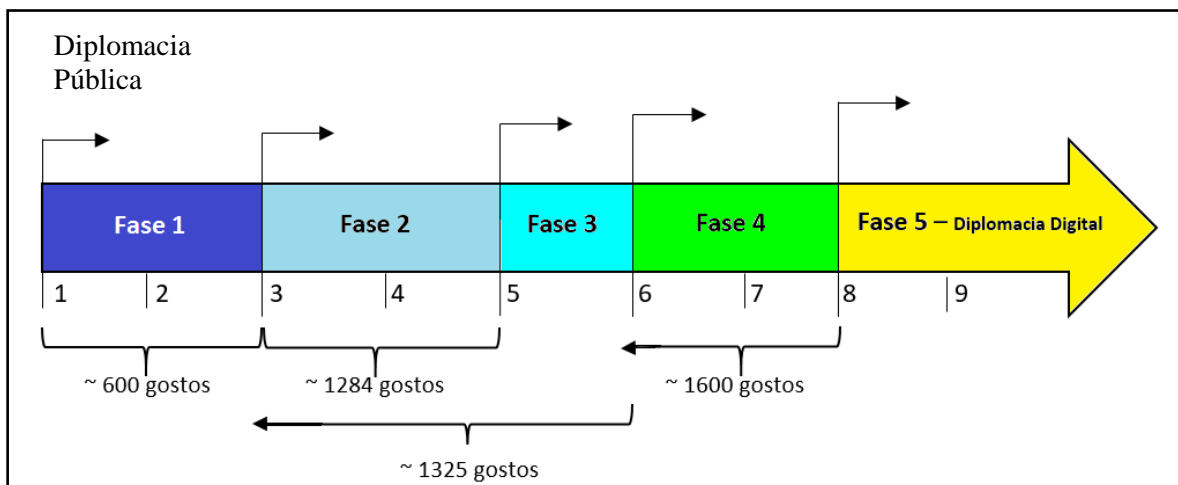 Diplomacia
Pública
Fase 1
Fase 2
Fase 3
Fase 4
Fase 5 – Diplomacia Digital
1 2 3 4 5 6 7 8 9
~ 600 gostos
~ 1284 gostos
~ 1600 gostos
~ 1325 gostos